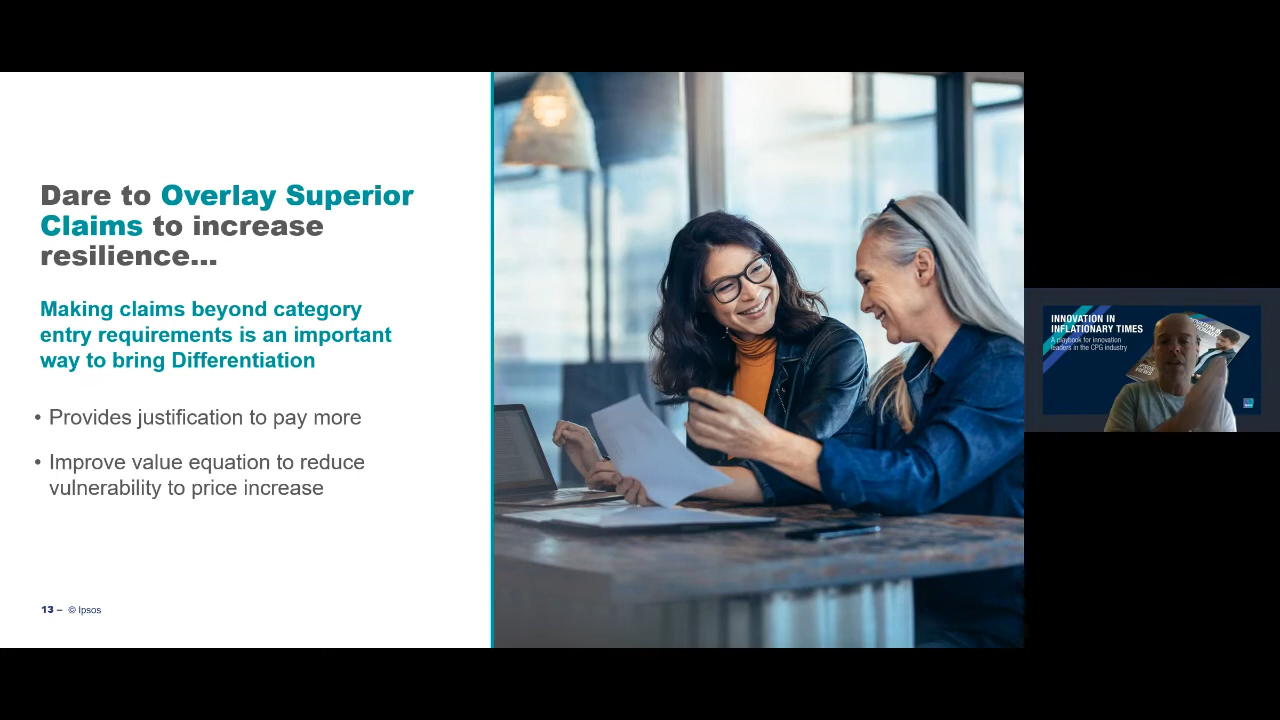 Dare to Overlay Superior
Claims to increase
resilience...
Making claims beyond category
entry requirements is an important
way to bring Differentiation
• Provides justification to pay more
• Improve value equation to reduce
vulnerability to price increase
13 – © Ipsos
INNOVATION IN
INFLATIONARY TIMES
A playbook for innovation
leaders in the CPG industry